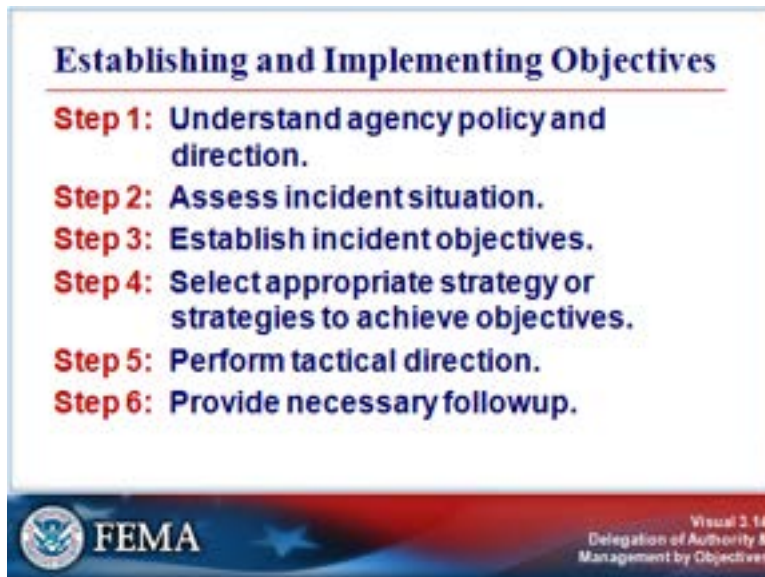 Establishing and Implementing Objectives
Step 1: Understand agency policy and
direction.
Step 2: Assess incident situation.
Step 3: Establish incident objectives.
Step 4: Select appropriate strategy or
strategies to achieve objectives.
Step 5: Perform tactical direction.
Step 6: Provide necessary followup.
FEMA
Visual 3.14
Delegation of Authority &
Management by Objectives